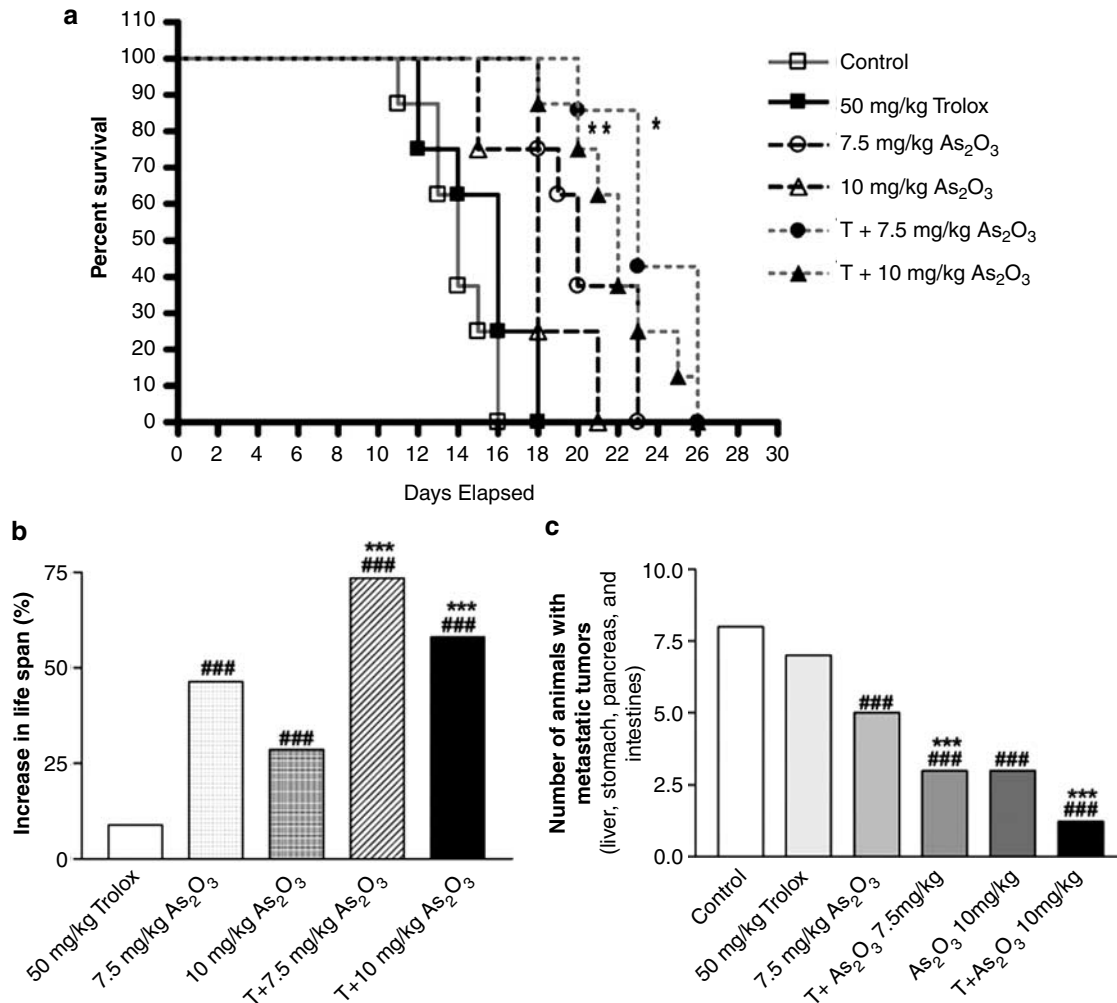 a
110
100
90
80
70
60
50
40
30
20
10
0
Percent survival
0 2 4 6 8 10 12 14 16 18 20 22 24 26 28 30
Days Elapsed
** *
Control
50 mg/kg Trolox
7.5 mg/kg As₂O₃
10 mg/kg As₂O₃
T + 7.5 mg/kg As₂O₃
T + 10 mg/kg As₂O₃
b
Increase in life span (%)
75
50
25
0
###
###
***
###
***
###
50 mg/kg Trolox
7.5 mg/kg As₂O₃
10 mg/kg As₂O₃
T+7.5 mg/kg As₂O₃
T+10 mg/kg As₂O₃
c
Number of animals with
metastatic tumors
(liver, stomach, pancreas, and
intestines)
10.0
7.5
5.0
2.5
0.0
###
***
###
###
***
###
Control
50 mg/kg Trolox
7.5 mg/kg As₂O₃
T+ As₂O₃ 7.5mg/kg
As₂O₃ 10mg/kg
T+As₂O₃ 10mg/kg